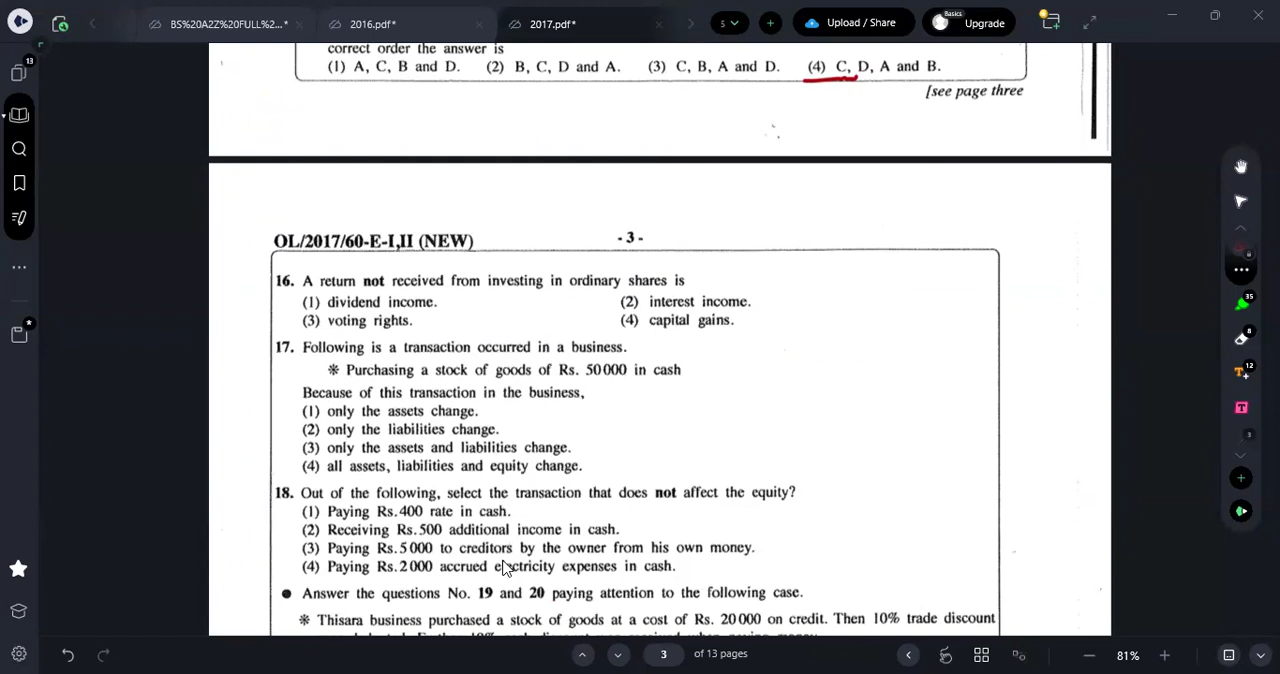 BS%20A2Z%20FULL%2...*
2016.pdf*
2017.pdf*
5
Upload / Share
Basics
Upgrade
13
correct order the answer is
(1) A, C, B and D. (2) B, C, D and A. (3) C, B, A and D. (4) C, D, A and B.
[see page three
OL/2017/60-E-I,II (NEW)
- 3 -
16. A return not received from investing in ordinary shares is
(1) dividend income. (2) interest income.
(3) voting rights. (4) capital gains.
17. Following is a transaction occurred in a business.
※ Purchasing a stock of goods of Rs. 50 000 in cash
Because of this transaction in the business,
(1) only the assets change.
(2) only the liabilities change.
(3) only the assets and liabilities change.
(4) all assets, liabilities and equity change.
18. Out of the following, select the transaction that does not affect the equity?
(1) Paying Rs. 400 rate in cash.
(2) Receiving Rs. 500 additional income in cash.
(3) Paying Rs. 5 000 to creditors by the owner from his own money.
(4) Paying Rs. 2 000 accrued electricity expenses in cash.
● Answer the questions No. 19 and 20 paying attention to the following case.
※ Thisara business purchased a stock of goods at a cost of Rs. 20 000 on credit. Then 10% trade discount
35
8
12
3
3 of 13 pages
81%